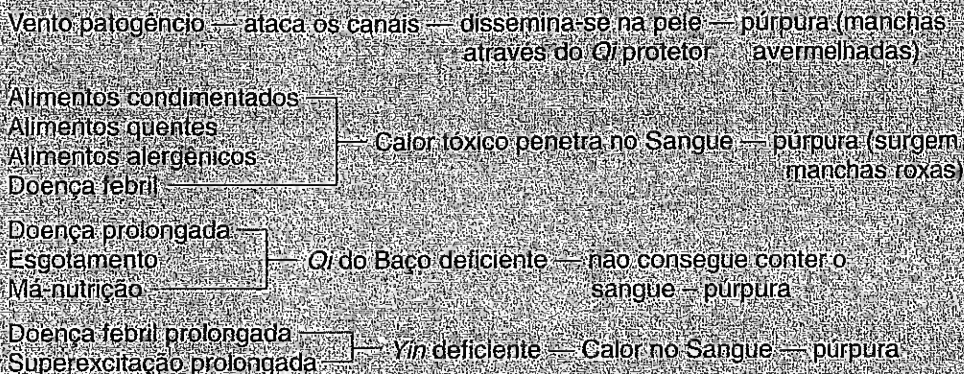 Vento patogêncio — ataca os canais — dissemina-se na pele — púrpura (manchas
através do Qi protetor avermelhadas)
Alimentos condimentados
Alimentos quentes
Alimentos alergênicos
Doença febril
Calor tóxico penetra no Sangue — púrpura (surgem
manchas roxas)
Doença prolongada
Esgotamento
Má-nutrição
Qi do Baço deficiente — não consegue conter o
sangue – púrpura
Doença febril prolongada
Superexcitação prolongada
Yin deficiente — Calor no Sangue — púrpura